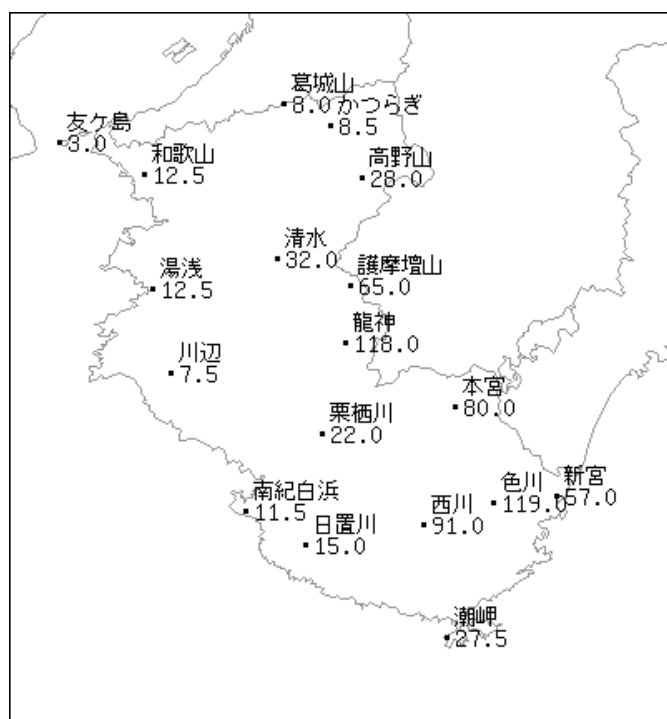 葛城山
8.0
かつらぎ
8.5
友ケ島
3.0
和歌山
12.5
高野山
28.0
清水
32.0
護摩壇山
65.0
湯浅
12.5
龍神
118.0
川辺
7.5
本宮
80.0
栗栖川
22.0
新宮
57.0
色川
119.0
西川
91.0
南紀白浜
11.5
日置川
15.0
潮岬
27.5